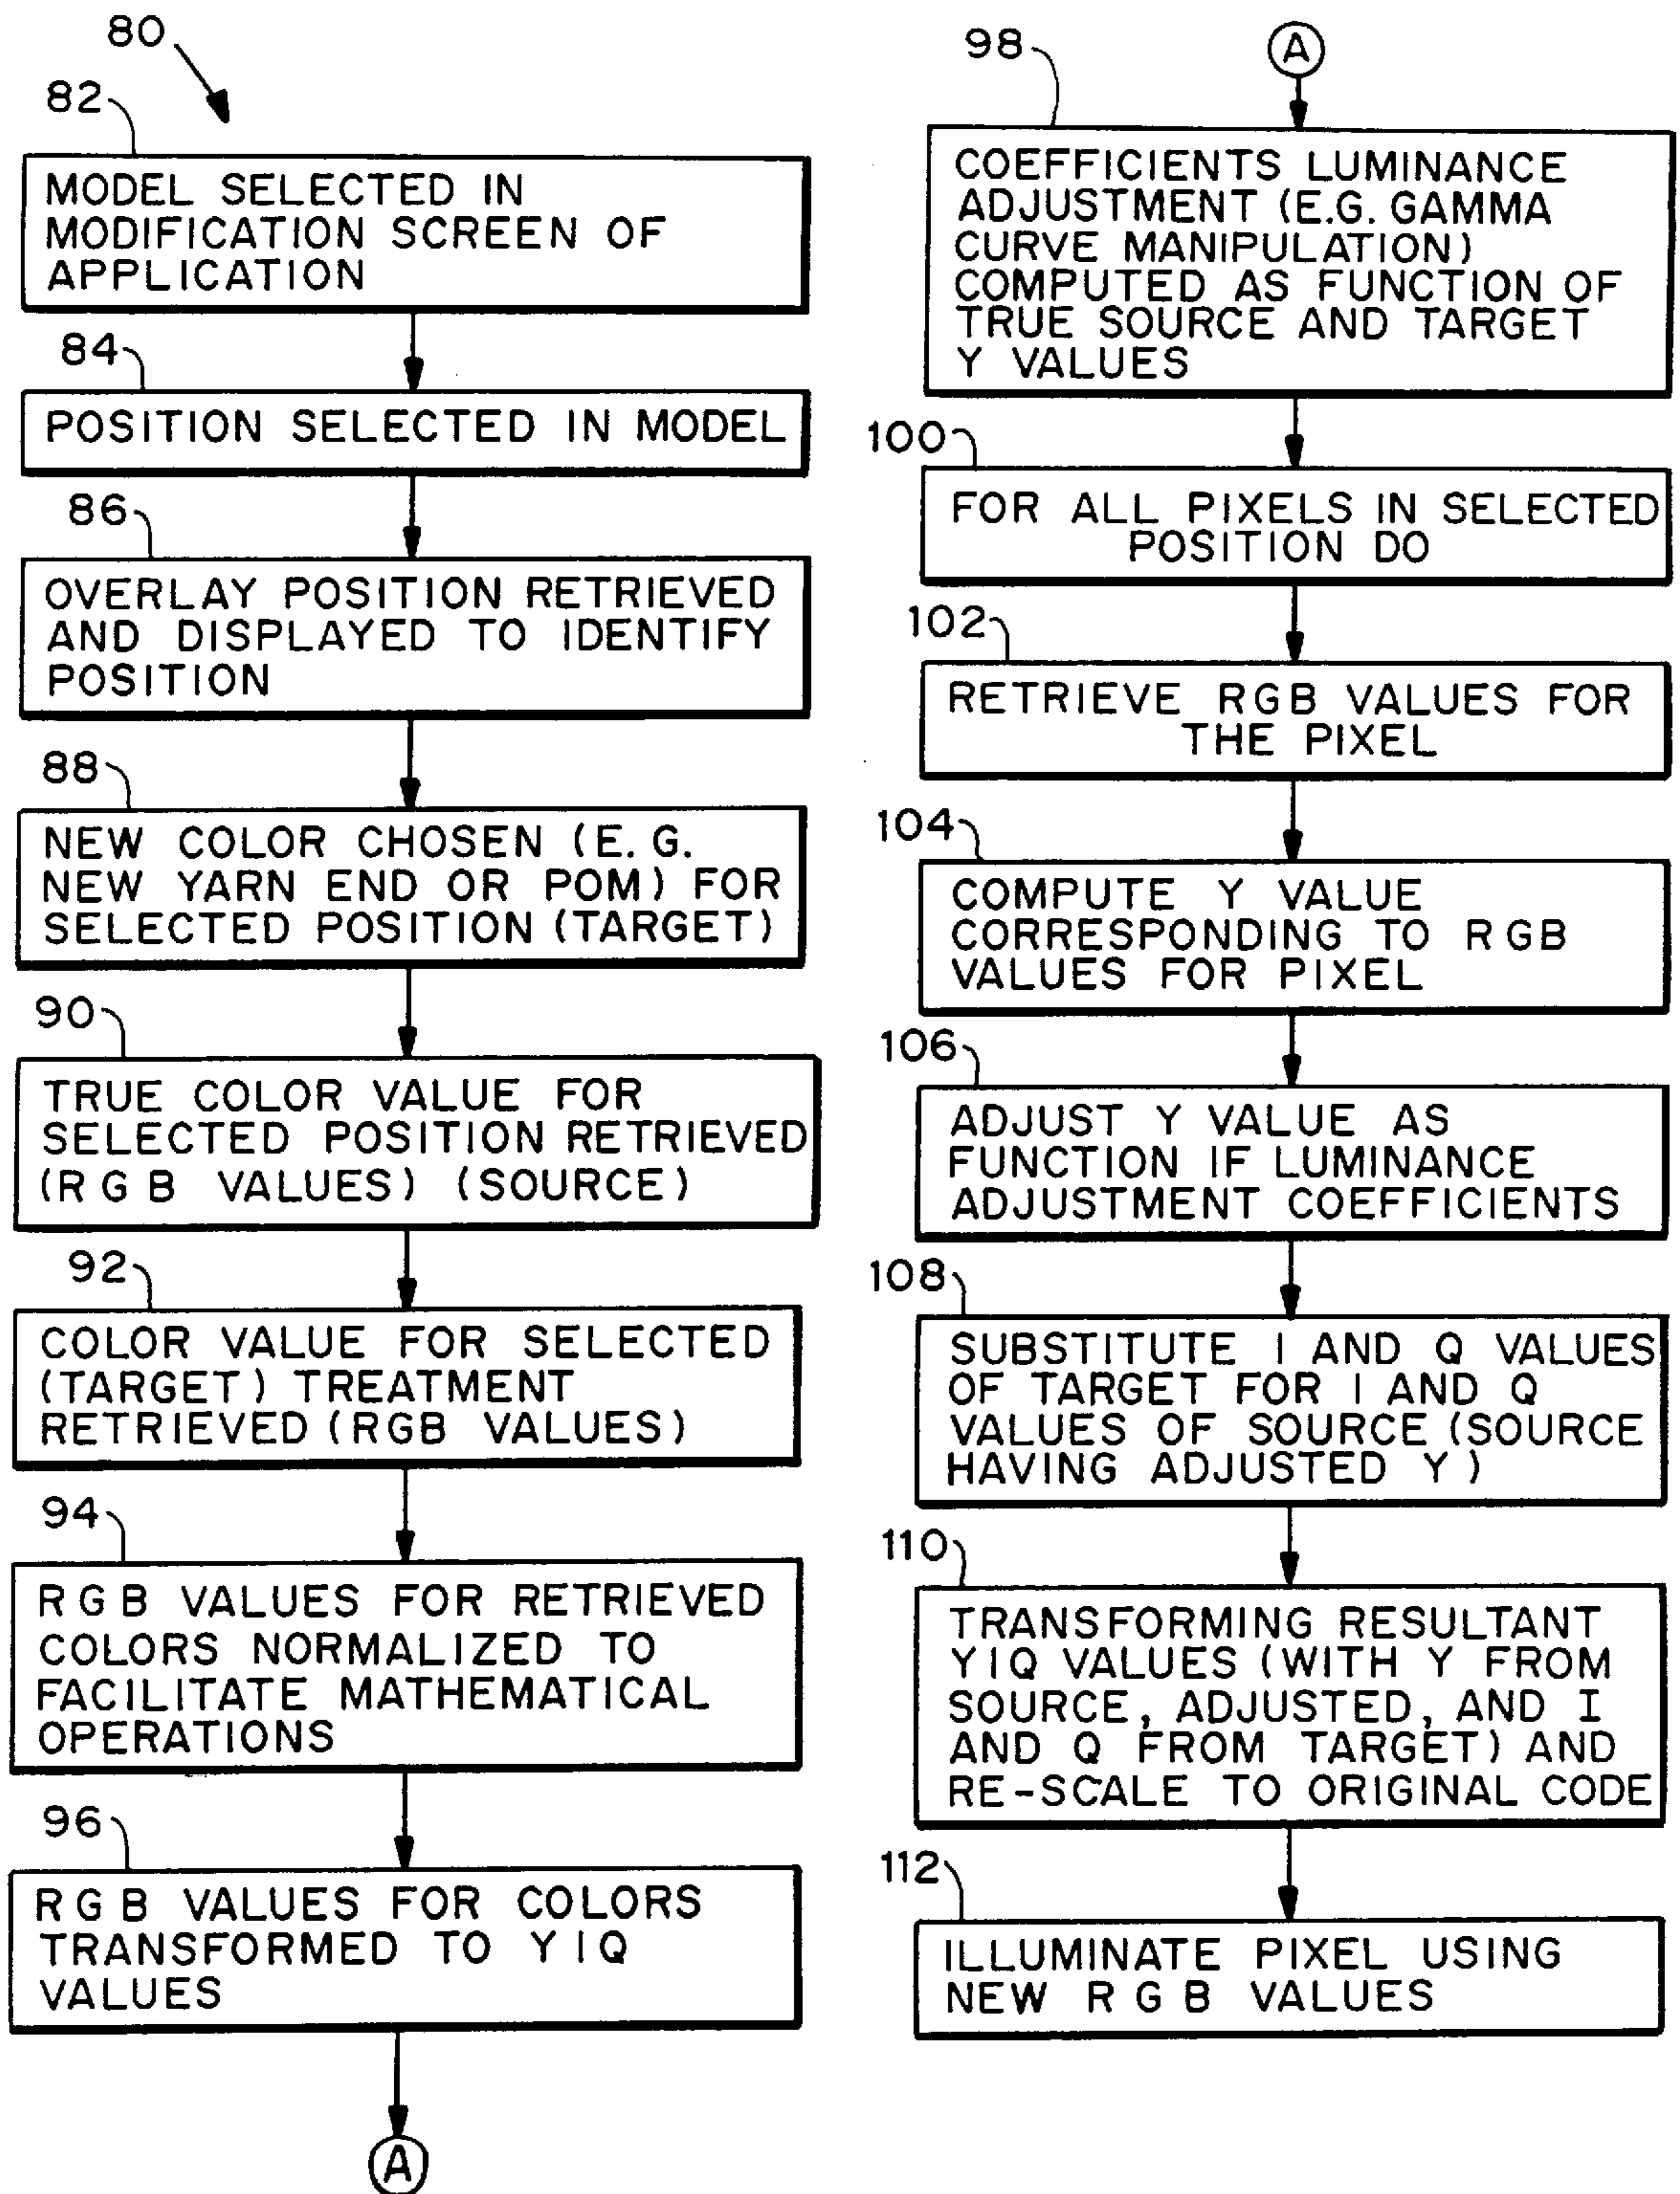 80
82
MODEL SELECTED IN
MODIFICATION SCREEN OF
APPLICATION
84
POSITION SELECTED IN MODEL
86
OVERLAY POSITION RETRIEVED
AND DISPLAYED TO IDENTIFY
POSITION
88
NEW COLOR CHOSEN (E.G.
NEW YARN END OR POM) FOR
SELECTED POSITION (TARGET)
90
TRUE COLOR VALUE FOR
SELECTED POSITION RETRIEVED
(RGB VALUES) (SOURCE)
92
COLOR VALUE FOR SELECTED
(TARGET) TREATMENT
RETRIEVED (RGB VALUES)
94
RGB VALUES FOR RETRIEVED
COLORS NORMALIZED TO
FACILITATE MATHEMATICAL
OPERATIONS
96
RGB VALUES FOR COLORS
TRANSFORMED TO YIQ
VALUES
A
A
98
COEFFICIENTS LUMINANCE
ADJUSTMENT (E.G. GAMMA
CURVE MANIPULATION)
COMPUTED AS FUNCTION OF
TRUE SOURCE AND TARGET
Y VALUES
100
FOR ALL PIXELS IN SELECTED
POSITION DO
102
RETRIEVE RGB VALUES FOR
THE PIXEL
104
COMPUTE Y VALUE
CORRESPONDING TO RGB
VALUES FOR PIXEL
106
ADJUST Y VALUE AS
FUNCTION IF LUMINANCE
ADJUSTMENT COEFFICIENTS
108
SUBSTITUTE I AND Q VALUES
OF TARGET FOR I AND Q
VALUES OF SOURCE (SOURCE
HAVING ADJUSTED Y)
110
TRANSFORMING RESULTANT
YIQ VALUES (WITH Y FROM
SOURCE, ADJUSTED, AND I
AND Q FROM TARGET) AND
RE-SCALE TO ORIGINAL CODE
112
ILLUMINATE PIXEL USING
NEW RGB VALUES